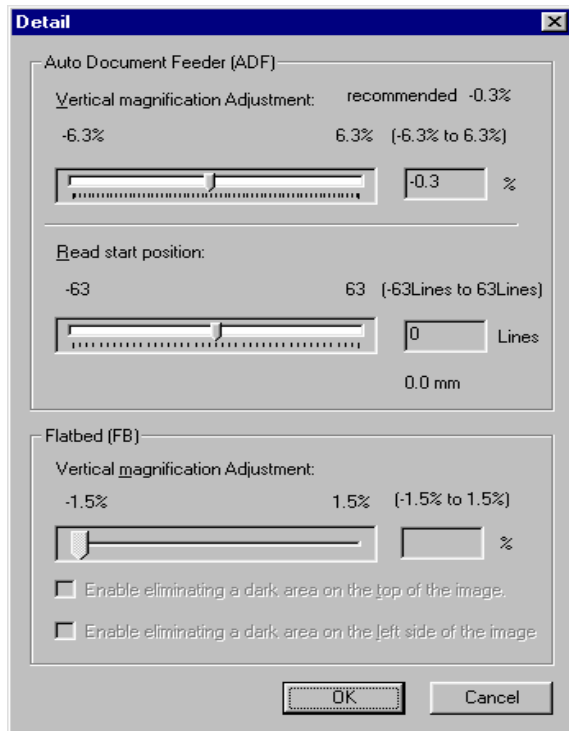 Detail
Auto Document Feeder (ADF)
Vertical magnification Adjustment: recommended -0.3%
-6.3% 6.3% (-6.3% to 6.3%)
-0.3 %
Read start position:
-63 63 (-63Lines to 63Lines)
0 Lines
0.0 mm
Flatbed (FB)
Vertical magnification Adjustment:
-1.5% 1.5% (-1.5% to 1.5%)
%
Enable eliminating a dark area on the top of the image.
Enable eliminating a dark area on the left side of the image
OK Cancel